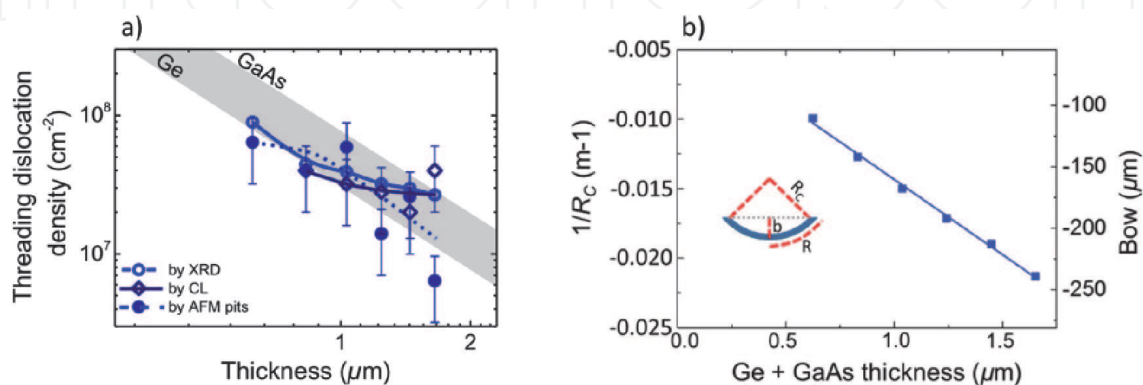 a)
Threading dislocation
density (cm⁻²)
10⁸
10⁷
Ge
GaAs
by XRD
by CL
by AFM pits
1
2
Thickness (µm)
b)
1/R_C (m-1)
-0.005
-0.010
-0.015
-0.020
-0.025
R_C
b
R
0.0
0.5
1.0
1.5
Ge + GaAs thickness (µm)
-100
-150
-200
-250
Bow (µm)